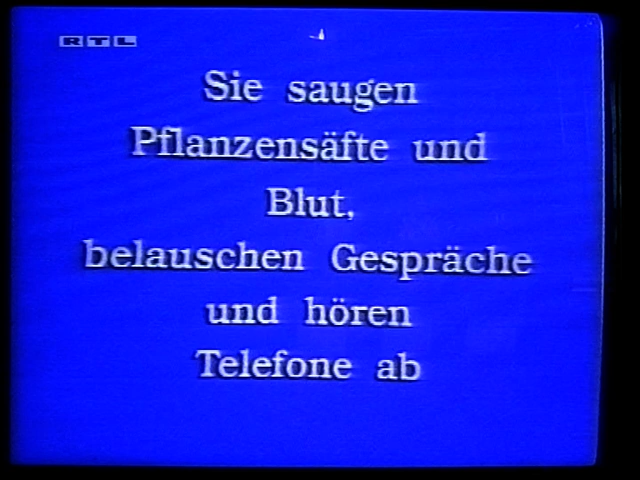 RTL
Sie saugen
Pflanzensäfte und
Blut,
belauschen Gespräche
und hören
Telefone ab